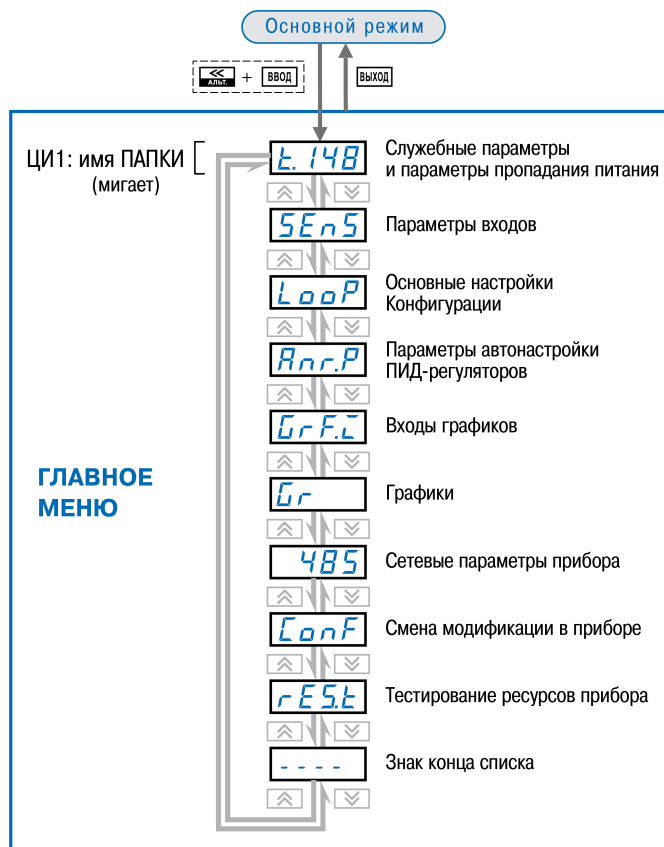 Основной режим
<< АЛЬТ. + ВВОД
ВЫХОД
ЦИ1: имя ПАПКИ
(мигает)
t.148
Служебные параметры
и параметры пропадания питания
SEnS
Параметры входов
LooP
Основные настройки
Конфигурации
Anr.P
Параметры автонастройки
ПИД-регуляторов
GrF.i
Входы графиков
ГЛАВНОЕ
МЕНЮ
Gr
Графики
485
Сетевые параметры прибора
ConF
Смена модификации в приборе
rES.t
Тестирование ресурсов прибора
- - - -
Знак конца списка